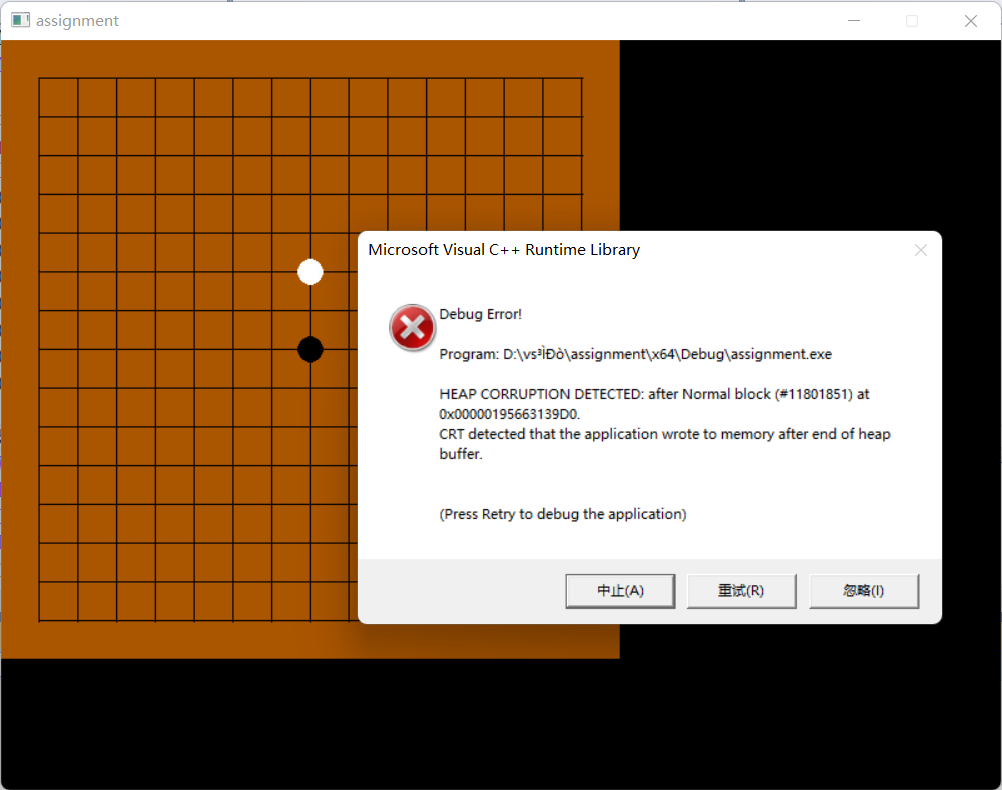 assignment
Microsoft Visual C++ Runtime Library
Debug Error!
Program: D:\vs³ÌÐò\assignment\x64\Debug\assignment.exe
HEAP CORRUPTION DETECTED: after Normal block (#11801851) at
0x00000195663139D0.
CRT detected that the application wrote to memory after end of heap
buffer.
(Press Retry to debug the application)
中止(A)
重试(R)
忽略(I)